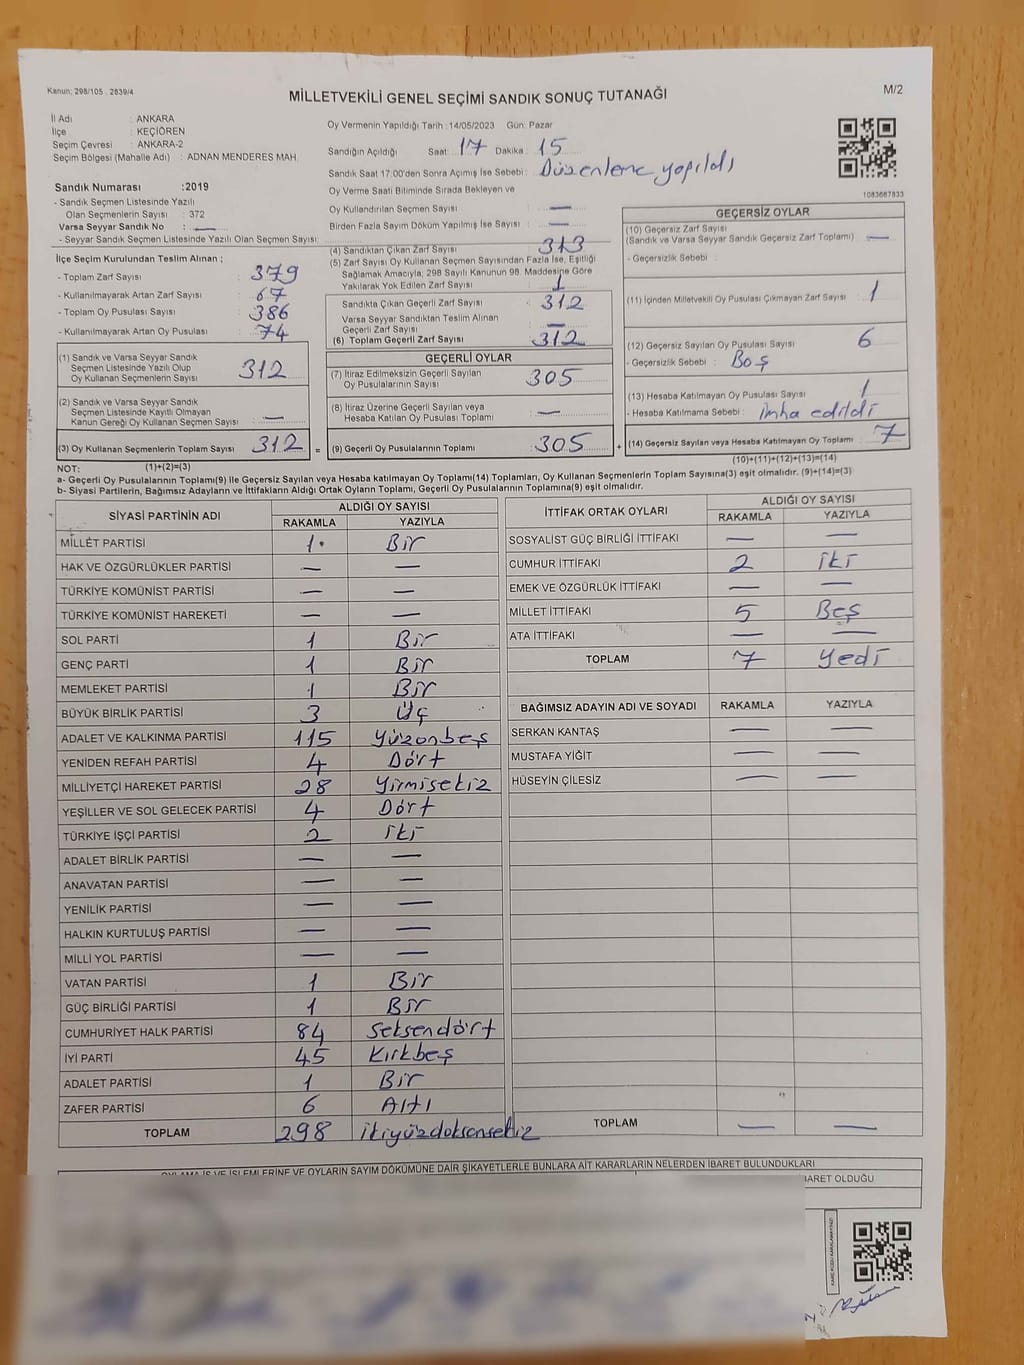 Kanun; 298/105 . 2839/4
MİLLETVEKİLİ GENEL SEÇİMİ SANDIK SONUÇ TUTANAĞI
M/2
İl Adı : ANKARA
İlçe : KEÇİÖREN
Seçim Çevresi : ANKARA-2
Seçim Bölgesi (Mahalle Adı) : ADNAN MENDERES MAH.
Sandık Numarası :2019
- Sandık Seçmen Listesinde Yazılı
Olan Seçmenlerin Sayısı : 372
Varsa Seyyar Sandık No : —
- Seyyar Sandık Seçmen Listesinde Yazılı Olan Seçmen Sayısı:
Oy Vermenin Yapıldığı Tarih :14/05/2023 Gün: Pazar
Sandığın Açıldığı Saat: 17 Dakika : 15
Sandık Saat 17:00'den Sonra Açımış İse Sebebi : Düzenleme yapıldı
Oy Verme Saati Bitiminde Sırada Bekleyen ve
Oy Kullandırılan Seçmen Sayısı : —
Birden Fazla Sayım Döküm Yapılmış İse Sayısı : —
1083687833
İlçe Seçim Kurulundan Teslim Alınan ;
- Toplam Zarf Sayısı : 379
- Kullanılmayarak Artan Zarf Sayısı : 67
- Toplam Oy Pusulası Sayısı : 386
- Kullanılmayarak Artan Oy Pusulası : 74
(1) Sandık ve Varsa Seyyar Sandık
Seçmen Listesinde Yazılı Olup
Oy Kullanan Seçmenlerin Sayısı 312
(2) Sandık ve Varsa Seyyar Sandık
Seçmen Listesinde Kayıtlı Olmayan
Kanun Gereği Oy Kullanan Seçmen Sayısı —
(3) Oy Kullanan Seçmenlerin Toplam Sayısı 312 =
(4) Sandıktan Çıkan Zarf Sayısı : 313
(5) Zarf Sayısı Oy Kullanan Seçmen Sayısından Fazla İse, Eşitliği
Sağlamak Amacıyla, 298 Sayılı Kanunun 98. Maddesine Göre
Yakılarak Yok Edilen Zarf Sayısı : 1
Sandıkta Çıkan Geçerli Zarf Sayısı : 312
Varsa Seyyar Sandıktan Teslim Alınan
Geçerli Zarf Sayısı : —
(6) Toplam Geçerli Zarf Sayısı : 312
GEÇERLİ OYLAR
(7) İtiraz Edilmeksizin Geçerli Sayılan
Oy Pusulalarının Sayısı : 305
(8) İtiraz Üzerine Geçerli Sayılan veya
Hesaba Katılan Oy Pusulası Toplamı : —
(9) Geçerli Oy Pusulalarının Toplamı : 305 +
GEÇERSİZ OYLAR
(10) Geçersiz Zarf Sayısı
(Sandık ve Varsa Seyyar Sandık Geçersiz Zarf Toplamı) : —
- Geçersizlik Sebebi :
(11) İçinden Milletvekili Oy Pusulası Çıkmayan Zarf Sayısı : 1
(12) Geçersiz Sayılan Oy Pusulası Sayısı : 6
- Geçersizlik Sebebi : Boş
(13) Hesaba Katılmayan Oy Pusulası Sayısı : 1
- Hesaba Katılmama Sebebi : imha edildi
(14) Geçersiz Sayılan veya Hesaba Katılmayan Oy Toplamı : 7
(10)+(11)+(12)+(13)=(14)
NOT: (1)+(2)=(3)
a- Geçerli Oy Pusulalarının Toplamı(9) ile Geçersiz Sayılan veya Hesaba katılmayan Oy Toplamı(14) Toplamları, Oy Kullanan Seçmenlerin Toplam Sayısına(3) eşit olmalıdır. (9)+(14)=(3)
b- Siyasi Partilerin, Bağımsız Adayların ve İttifakların Aldığı Ortak Oyların Toplamı, Geçerli Oy Pusulalarının Toplamına(9) eşit olmalıdır.
SİYASİ PARTİNİN ADI ALDIĞI OY SAYISI
RAKAMLA YAZIYLA
MİLLET PARTİSİ 1 Bir
HAK VE ÖZGÜRLÜKLER PARTİSİ — —
TÜRKİYE KOMÜNİST PARTİSİ — —
TÜRKİYE KOMÜNİST HAREKETİ — —
SOL PARTİ 1 Bir
GENÇ PARTİ 1 Bir
MEMLEKET PARTİSİ 1 Bir
BÜYÜK BİRLİK PARTİSİ 3 Üç
ADALET VE KALKINMA PARTİSİ 115 Yüzonbeş
YENİDEN REFAH PARTİSİ 4 Dört
MİLLİYETÇİ HAREKET PARTİSİ 28 Yirmisekiz
YEŞİLLER VE SOL GELECEK PARTİSİ 4 Dört
TÜRKİYE İŞÇİ PARTİSİ 2 iki
ADALET BİRLİK PARTİSİ — —
ANAVATAN PARTİSİ — —
YENİLİK PARTİSİ — —
HALKIN KURTULUŞ PARTİSİ — —
MİLLİ YOL PARTİSİ — —
VATAN PARTİSİ 1 Bir
GÜÇ BİRLİĞİ PARTİSİ 1 Bir
CUMHURİYET HALK PARTİSİ 84 Seksendört
İYİ PARTİ 45 Kırkbeş
ADALET PARTİSİ 1 Bir
ZAFER PARTİSİ 6 Altı
TOPLAM 298 ikiyüzdoksansekiz
İTTİFAK ORTAK OYLARI ALDIĞI OY SAYISI
RAKAMLA YAZIYLA
SOSYALİST GÜÇ BİRLİĞİ İTTİFAKI — —
CUMHUR İTTİFAKI 2 iki
EMEK VE ÖZGÜRLÜK İTTİFAKI — —
MİLLET İTTİFAKI 5 Beş
ATA İTTİFAKI — —
TOPLAM 7 Yedi
BAĞIMSIZ ADAYIN ADI VE SOYADI RAKAMLA YAZIYLA
SERKAN KANTAŞ — —
MUSTAFA YİĞİT — —
HÜSEYİN ÇİLESİZ — —
TOPLAM — —
OYLAMA İŞ VE İŞLEMLERİNE VE OYLARIN SAYIM DÖKÜMÜNE DAİR ŞİKAYETLERLE BUNLARA AİT KARARLARIN NELERDEN İBARET BULUNDUKLARI
BARET OLDUĞU